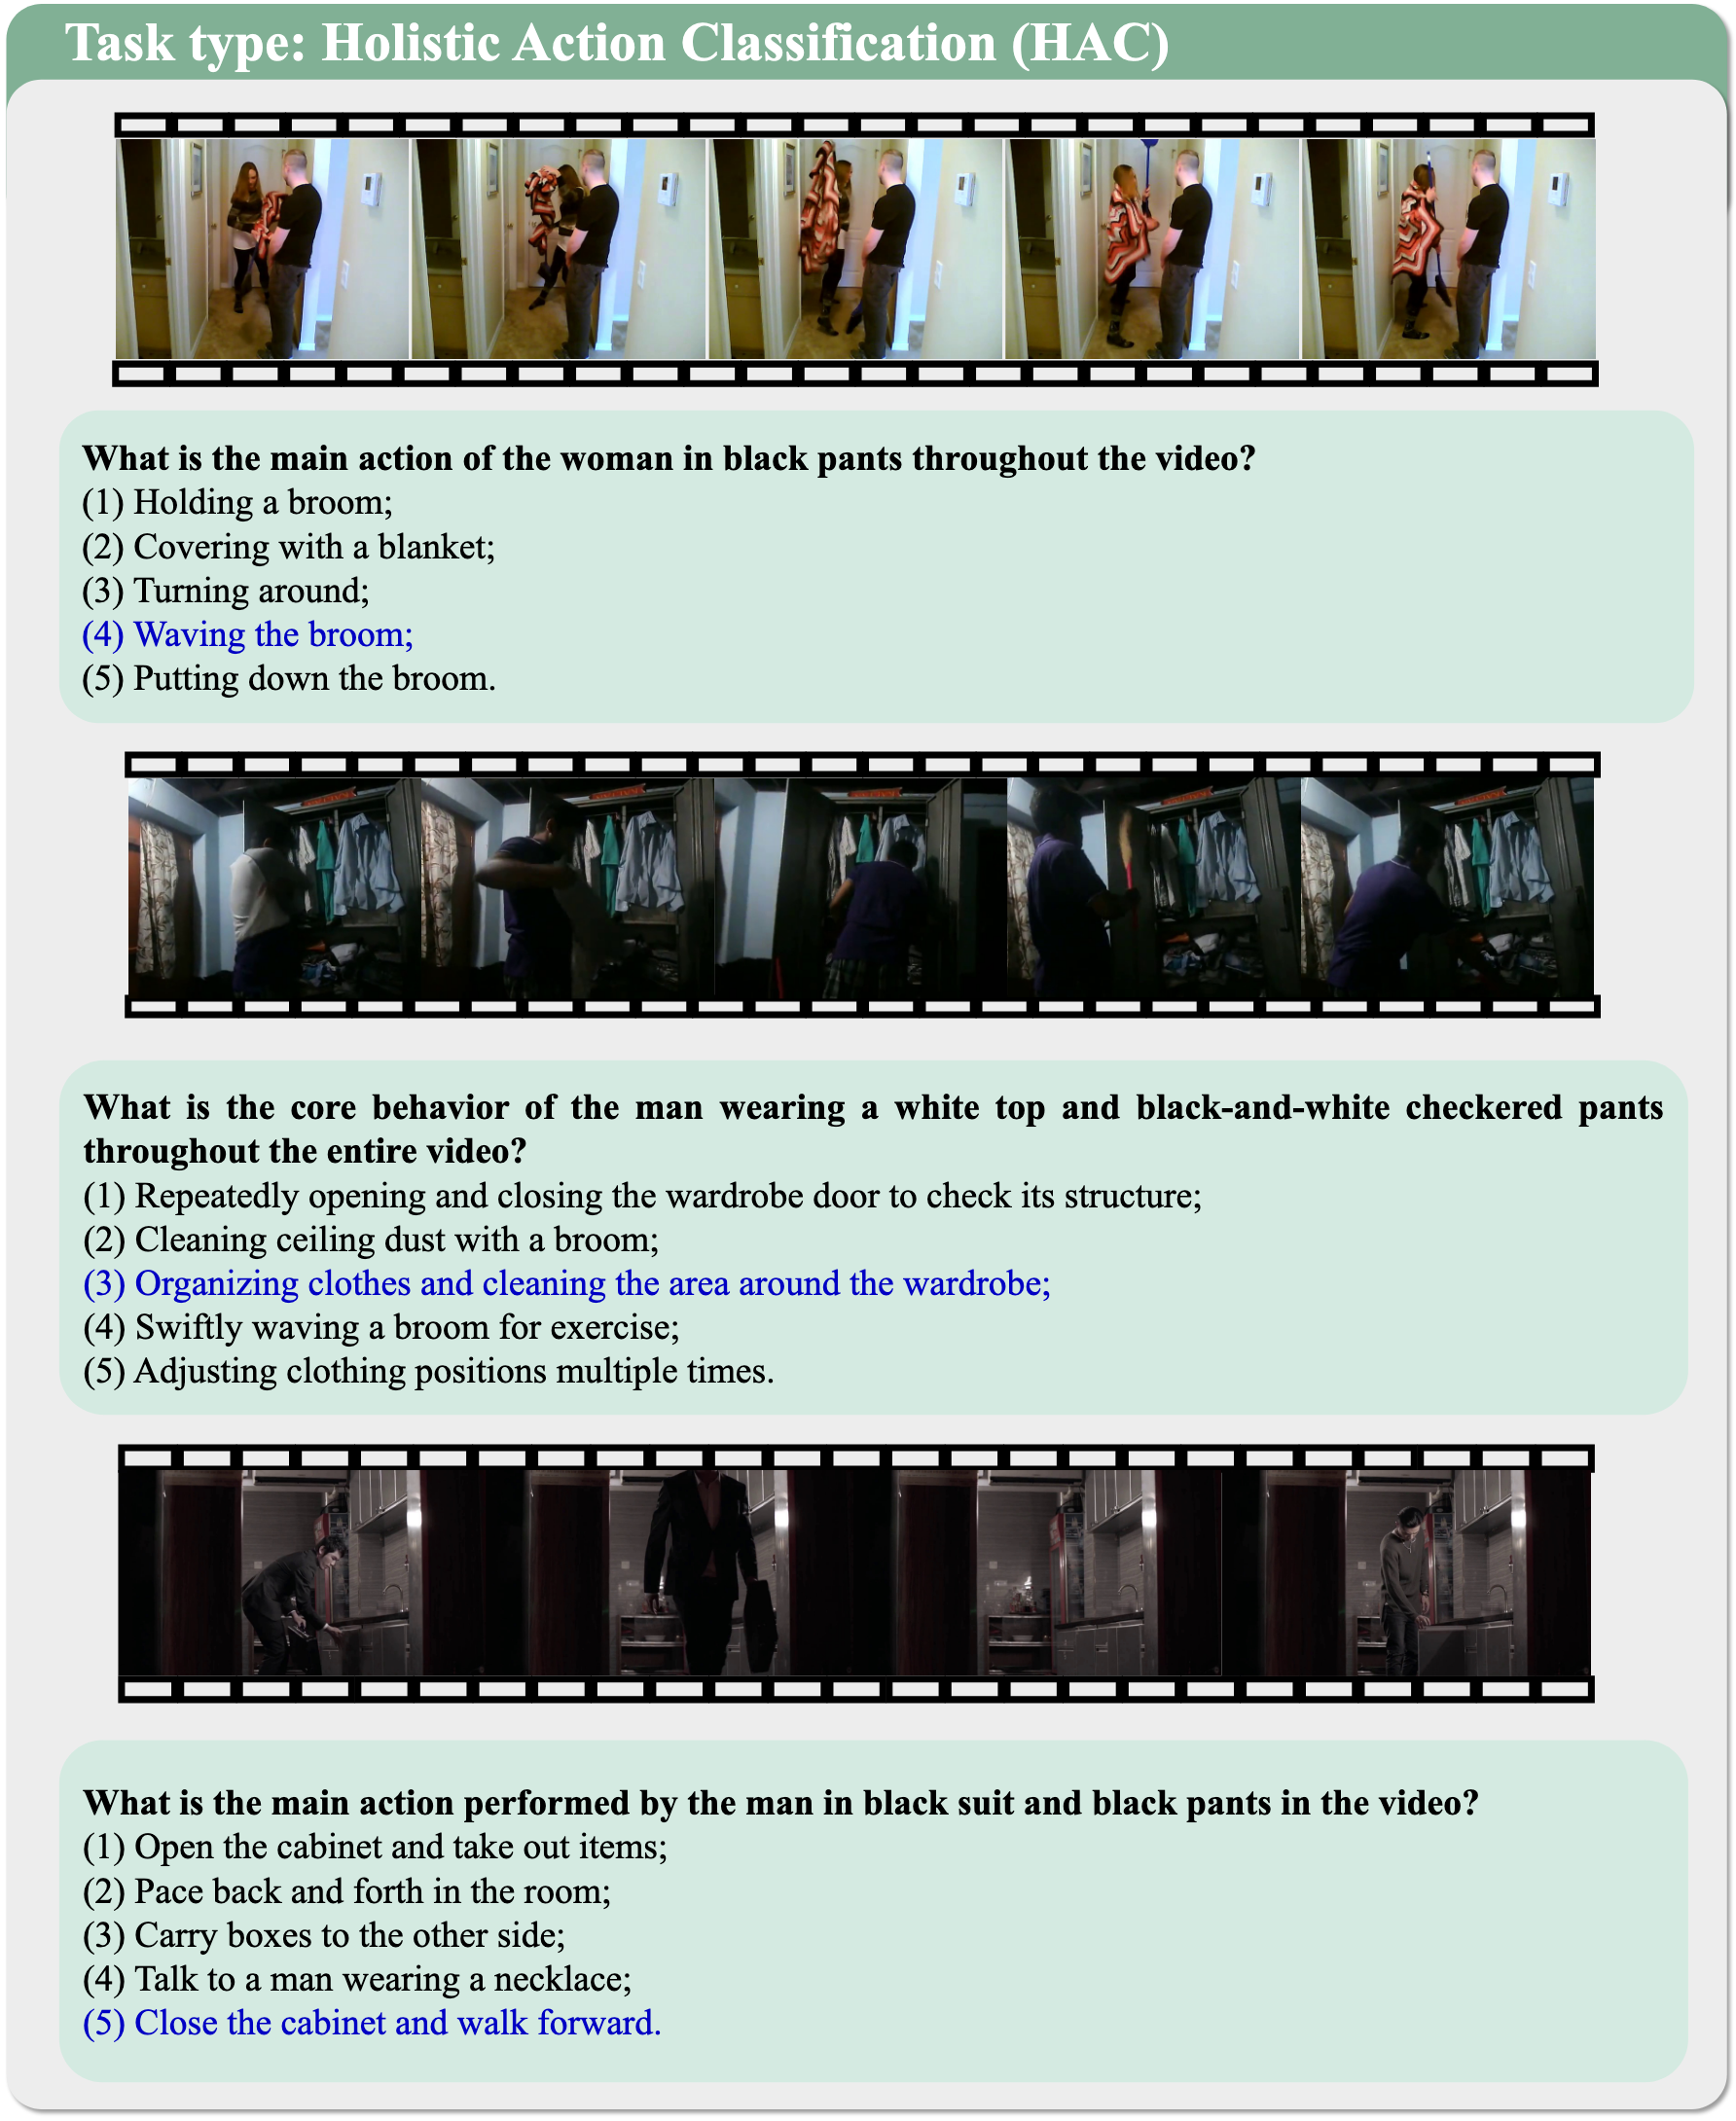 Task type: Holistic Action Classification (HAC)
What is the main action of the woman in black pants throughout the video?
(1) Holding a broom;
(2) Covering with a blanket;
(3) Turning around;
(4) Waving the broom;
(5) Putting down the broom.
What is the core behavior of the man wearing a white top and black-and-white checkered pants
throughout the entire video?
(1) Repeatedly opening and closing the wardrobe door to check its structure;
(2) Cleaning ceiling dust with a broom;
(3) Organizing clothes and cleaning the area around the wardrobe;
(4) Swiftly waving a broom for exercise;
(5) Adjusting clothing positions multiple times.
What is the main action performed by the man in black suit and black pants in the video?
(1) Open the cabinet and take out items;
(2) Pace back and forth in the room;
(3) Carry boxes to the other side;
(4) Talk to a man wearing a necklace;
(5) Close the cabinet and walk forward.